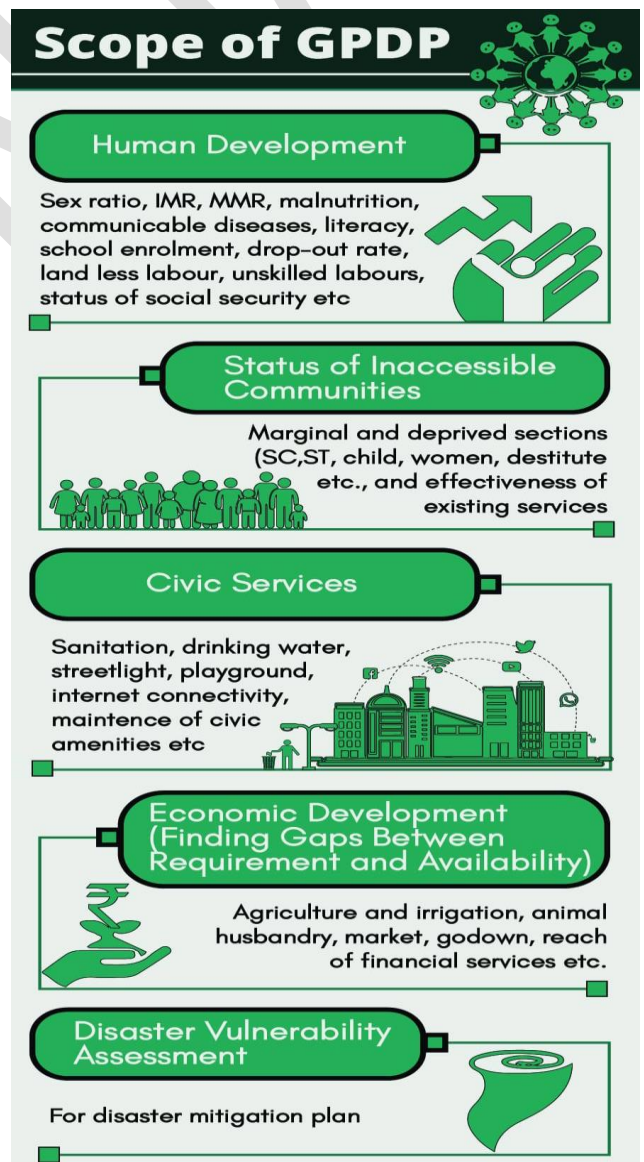 Scope of GPDP
Human Development
Sex ratio, IMR, MMR, malnutrition,
communicable diseases, literacy,
school enrolment, drop-out rate,
land less labour, unskilled labours,
status of social security etc
Status of Inaccessible
Communities
Marginal and deprived sections
(SC,ST, child, women, destitute
etc., and effectiveness of
existing services
Civic Services
Sanitation, drinking water,
streetlight, playground,
internet connectivity,
maintence of civic
amenities etc
Economic Development
(Finding Gaps Between
Requirement and Availability)
Agriculture and irrigation, animal
husbandry, market, godown, reach
of financial services etc.
Disaster Vulnerability
Assessment
For disaster mitigation plan